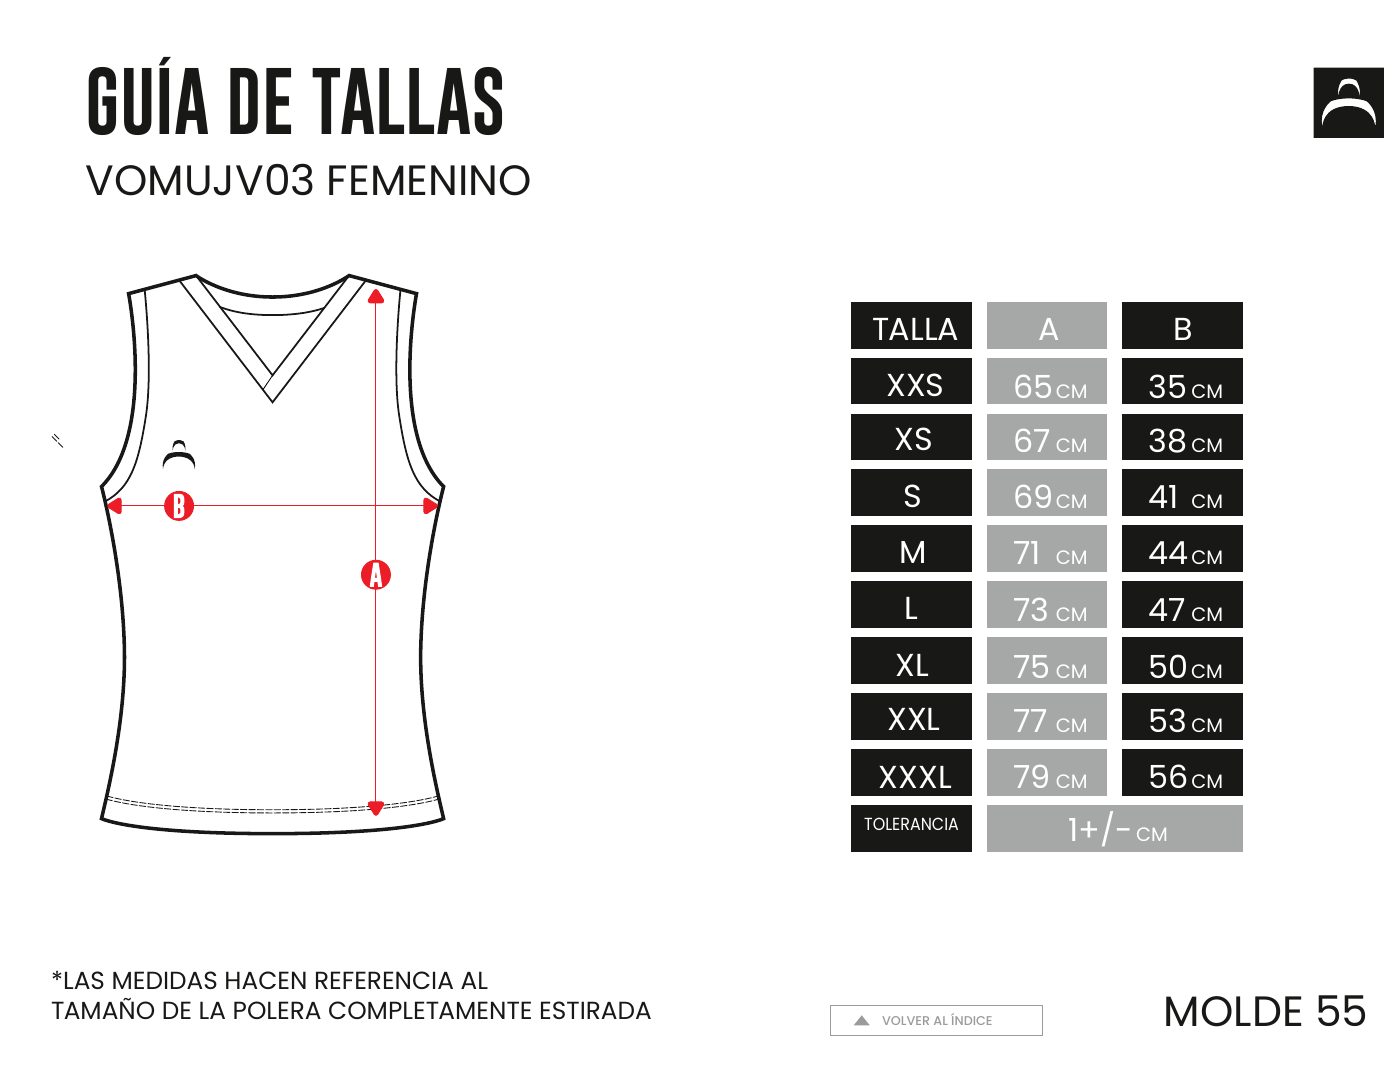 GUÍA DE TALLAS
VOMUJV03 FEMENINO
B
A
TALLA A B
XXS 65 CM 35 CM
XS 67 CM 38 CM
S 69 CM 41 CM
M 71 CM 44 CM
L 73 CM 47 CM
XL 75 CM 50 CM
XXL 77 CM 53 CM
XXXL 79 CM 56 CM
TOLERANCIA 1+/- CM
*LAS MEDIDAS HACEN REFERENCIA AL
TAMAÑO DE LA POLERA COMPLETAMENTE ESTIRADA
VOLVER AL ÍNDICE
MOLDE 55